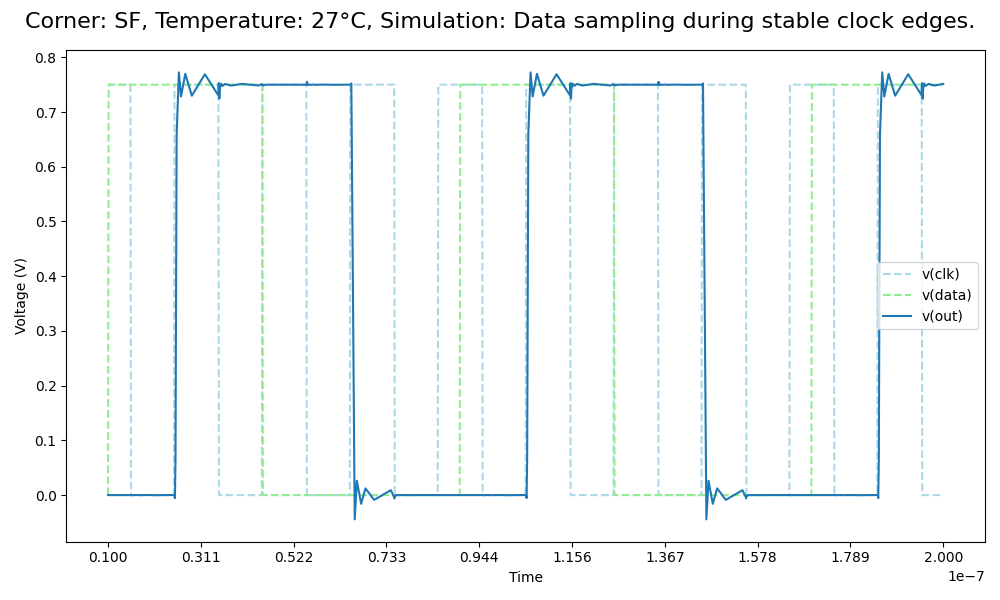 Corner: SF, Temperature: 27°C, Simulation: Data sampling during stable clock edges.
0.8
0.7
0.6
0.5
0.4
0.3
0.2
0.1
0.0
Voltage (V)
v(clk)
v(data)
v(out)
0.100 0.311 0.522 0.733 0.944 1.156 1.367 1.578 1.789 2.000
1e−7
Time